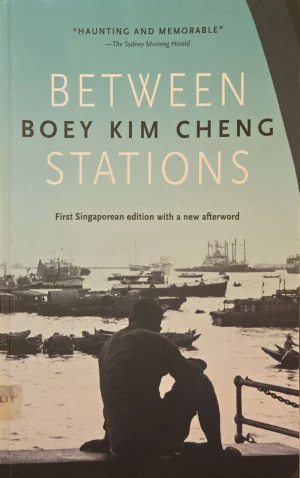 "HAUNTING AND MEMORABLE"
—The Sydney Morning Herald
BETWEEN
BOEY KIM CHENG
STATIONS
First Singaporean edition with a new afterword